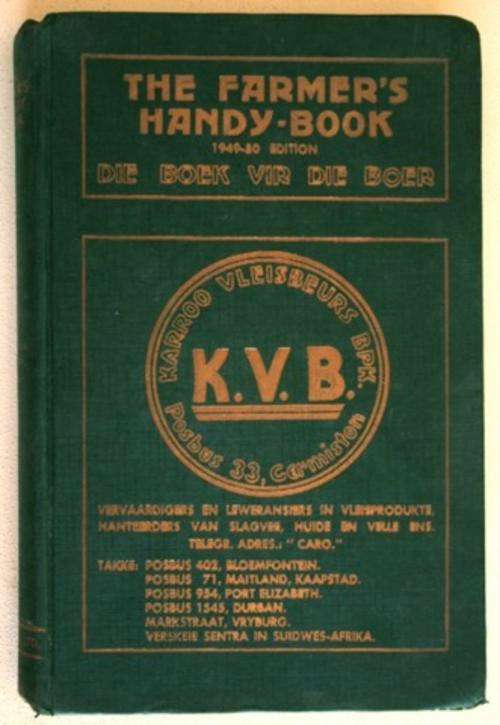 THE FARMER'S
HANDY-BOOK
1949-50 EDITION
DIE BOEK VIR DIE BOER
KARROO VLEISBEURS BPK.
K.V.B.
Posbus 33, Germiston
VERVAARDIGERS EN LEWERANSIERS IN VLEISPRODUKTE.
HANTEERDERS VAN SLAGVEE, HUIDE EN VELLE ENS.
TELEGR. ADRES.: "CARO."
TAKKE: POSBUS 402, BLOEMFONTEIN.
POSBUS 71, MAITLAND, KAAPSTAD.
POSBUS 954, PORT ELIZABETH.
POSBUS 1545, DURBAN.
MARKSTRAAT, VRYBURG.
VERSKEIE SENTRA IN SUIDWES-AFRIKA.